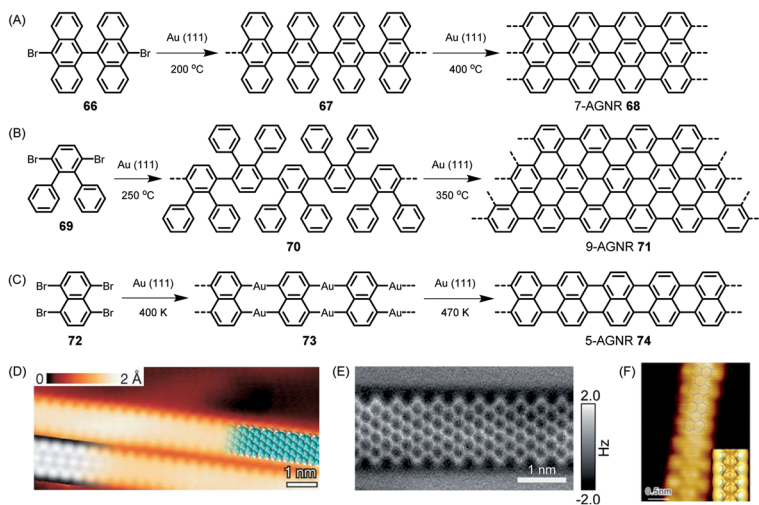 (A)
Au (111)
Au (111)
Br
Br
200 °C
400 °C
66
67
7-AGNR 68
(B)
Br
Br
Au (111)
Au (111)
250 °C
350 °C
69
70
9-AGNR 71
(C)
Br
Br
Au (111)
Au
Au
Au
Au (111)
Br
Br
400 K
Au
Au
Au
470 K
72
73
5-AGNR 74
(D)
0
2 Å
(E)
(F)
2.0
Hz
1 nm
1 nm
-2.0
0.5nm